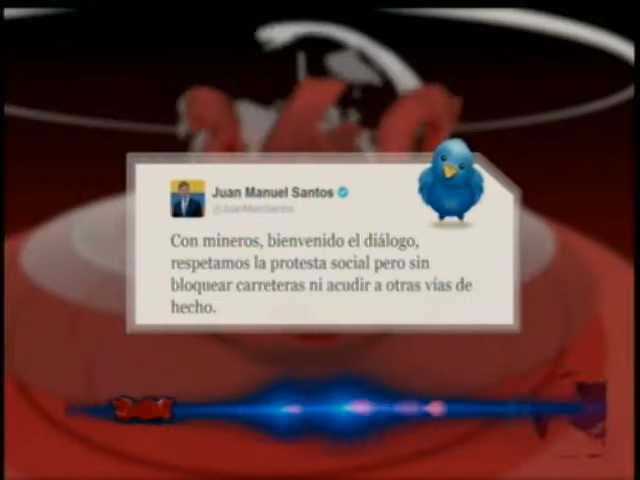 Juan Manuel Santos
@JuanManSantos
Con mineros, bienvenido el diálogo,
respetamos la protesta social pero sin
bloquear carreteras ni acudir a otras vías de
hecho.